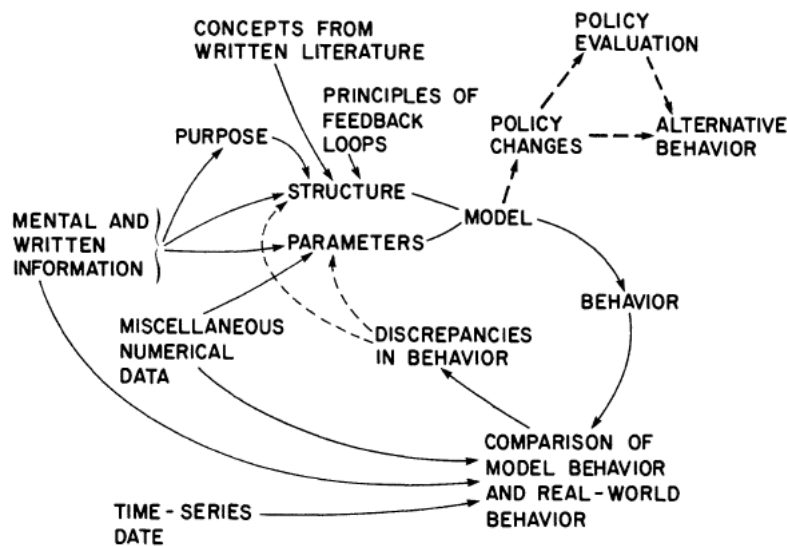 CONCEPTS FROM
WRITTEN LITERATURE
POLICY
EVALUATION
PRINCIPLES OF
FEEDBACK
LOOPS
PURPOSE
POLICY
CHANGES
ALTERNATIVE
BEHAVIOR
STRUCTURE
MODEL
MENTAL AND
WRITTEN
INFORMATION
PARAMETERS
BEHAVIOR
MISCELLANEOUS
NUMERICAL
DATA
DISCREPANCIES
IN BEHAVIOR
COMPARISON OF
MODEL BEHAVIOR
AND REAL-WORLD
BEHAVIOR
TIME-SERIES
DATE